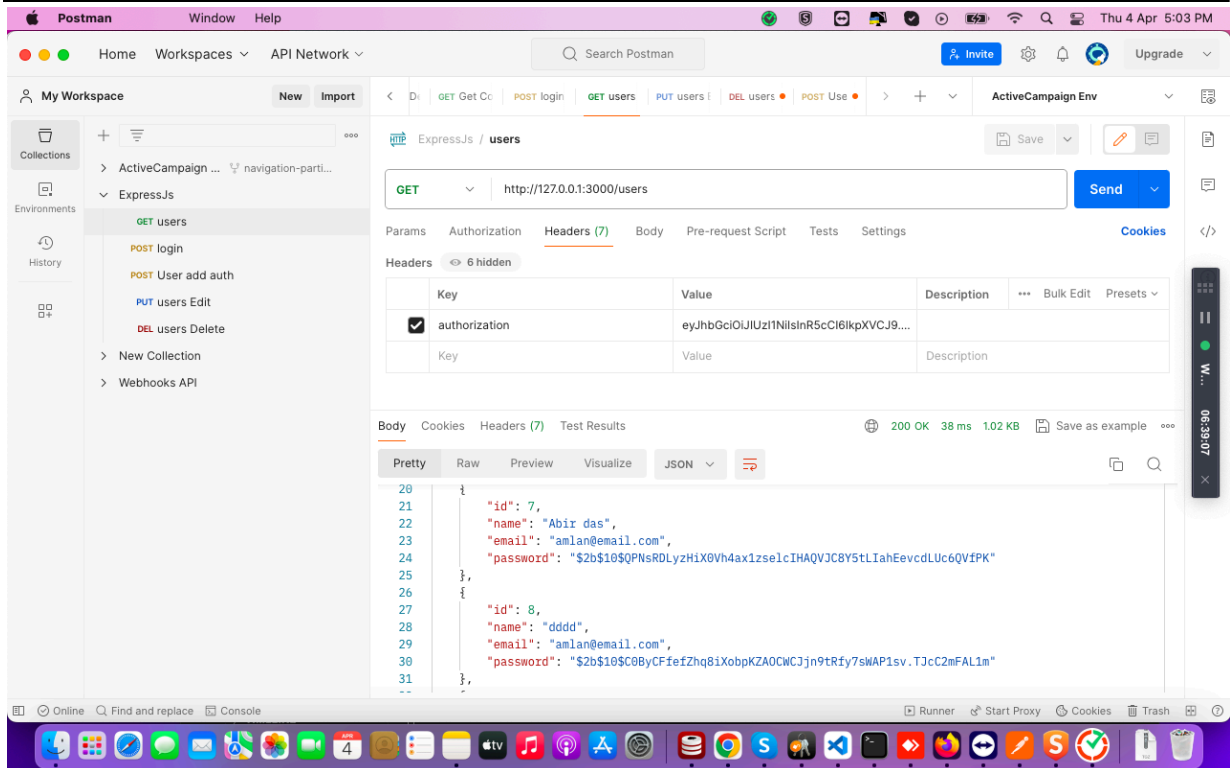 Postman Window Help Thu 4 Apr 5:03 PM
Home Workspaces API Network Search Postman Invite Upgrade
My Workspace New Import
GET Get Co POST login GET users PUT users DEL users POST Use ActiveCampaign Env
Collections
Environments
History
ActiveCampaign ... navigation-parti...
ExpressJs
GET users
POST login
POST User add auth
PUT users Edit
DEL users Delete
New Collection
Webhooks API
HTTP ExpressJs / users Save
GET http://127.0.0.1:3000/users Send
Params Authorization Headers (7) Body Pre-request Script Tests Settings Cookies
Headers 6 hidden
Key Value Description Bulk Edit Presets
authorization eyJhbGciOiJIUzI1NiIsInR5cCI6IkpXVCJ9....
Key Value Description
W...
06:39:07
Body Cookies Headers (7) Test Results 200 OK 38 ms 1.02 KB Save as example
Pretty Raw Preview Visualize JSON
20 {
21 "id": 7,
22 "name": "Abir das",
23 "email": "amlan@email.com",
24 "password": "$2b$10$QPNsRDLyzHiX0Vh4ax1zselcIHAQVJC8Y5tLIahEevcdLUc6QVfPK"
25 },
26 {
27 "id": 8,
28 "name": "dddd",
29 "email": "amlan@email.com",
30 "password": "$2b$10$C0ByCFfefZhq8iXobpKZAOCWCJjn9tRfy7sWAP1sv.TJcC2mFAL1m"
31 },
Online Find and replace Console Runner Start Proxy Cookies Trash
APR
4
tv